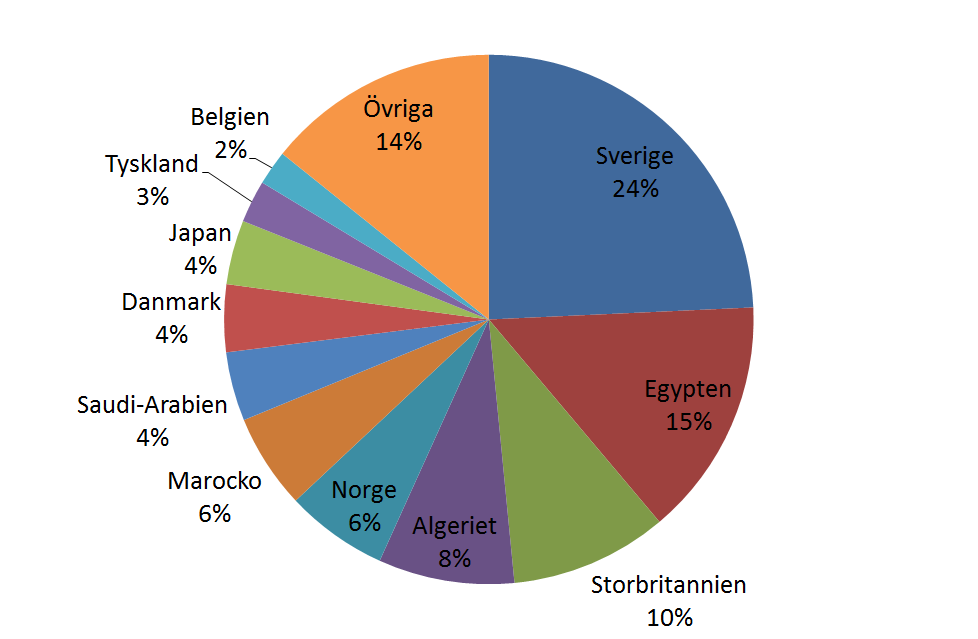 Sverige
24%
Egypten
15%
Storbritannien
10%
Algeriet
8%
Norge
6%
Marocko
6%
Saudi-Arabien
4%
Danmark
4%
Japan
4%
Tyskland
3%
Belgien
2%
Övriga
14%